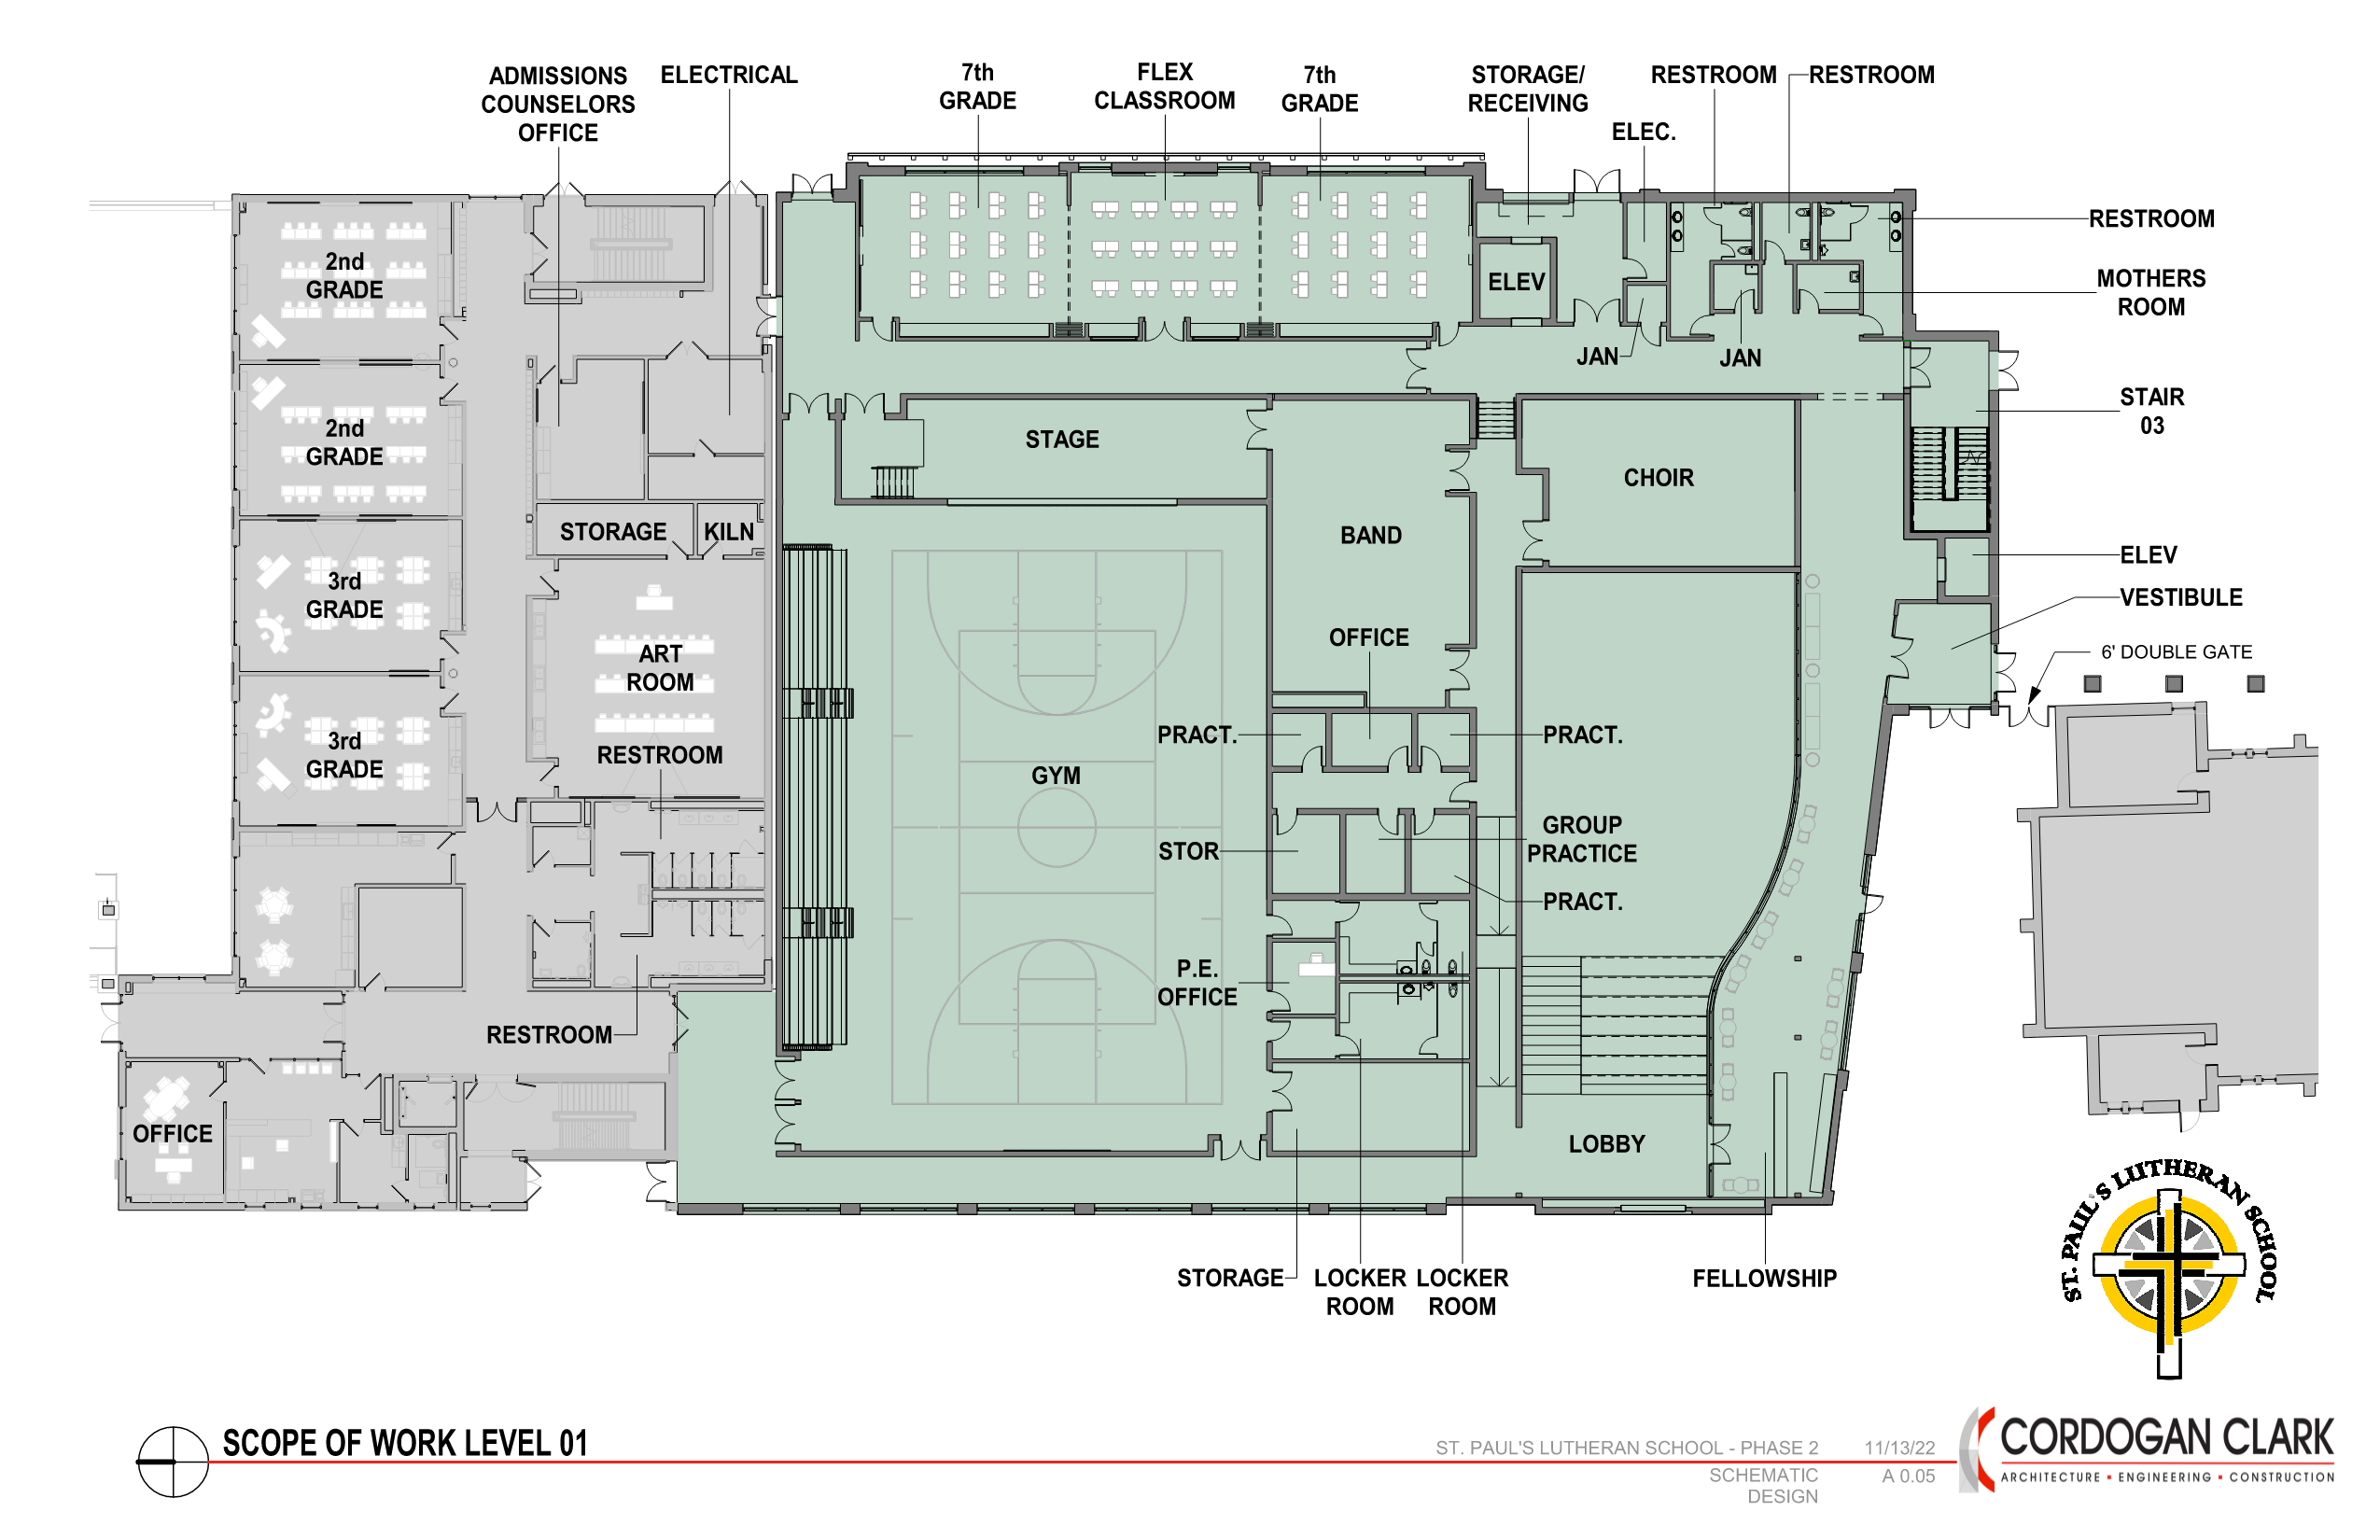 ADMISSIONS
COUNSELORS
OFFICE
ELECTRICAL
7th
GRADE
FLEX
CLASSROOM
7th
GRADE
STORAGE/
RECEIVING
ELEC.
RESTROOM
RESTROOM
RESTROOM
MOTHERS
ROOM
2nd
GRADE
ELEV
JAN
JAN
STAIR
03
2nd
GRADE
STAGE
CHOIR
STORAGE
KILN
BAND
ELEV
3rd
GRADE
VESTIBULE
OFFICE
6' DOUBLE GATE
ART
ROOM
3rd
GRADE
RESTROOM
PRACT.
PRACT.
GYM
GROUP
PRACTICE
STOR
PRACT.
P.E.
OFFICE
RESTROOM
OFFICE
LOBBY
STORAGE
LOCKER
ROOM
LOCKER
ROOM
FELLOWSHIP
ST. PAUL'S LUTHERAN SCHOOL
SCOPE OF WORK LEVEL 01
ST. PAUL'S LUTHERAN SCHOOL - PHASE 2
11/13/22
SCHEMATIC
DESIGN
A 0.05
CORDOGAN CLARK
ARCHITECTURE ▪ ENGINEERING ▪ CONSTRUCTION